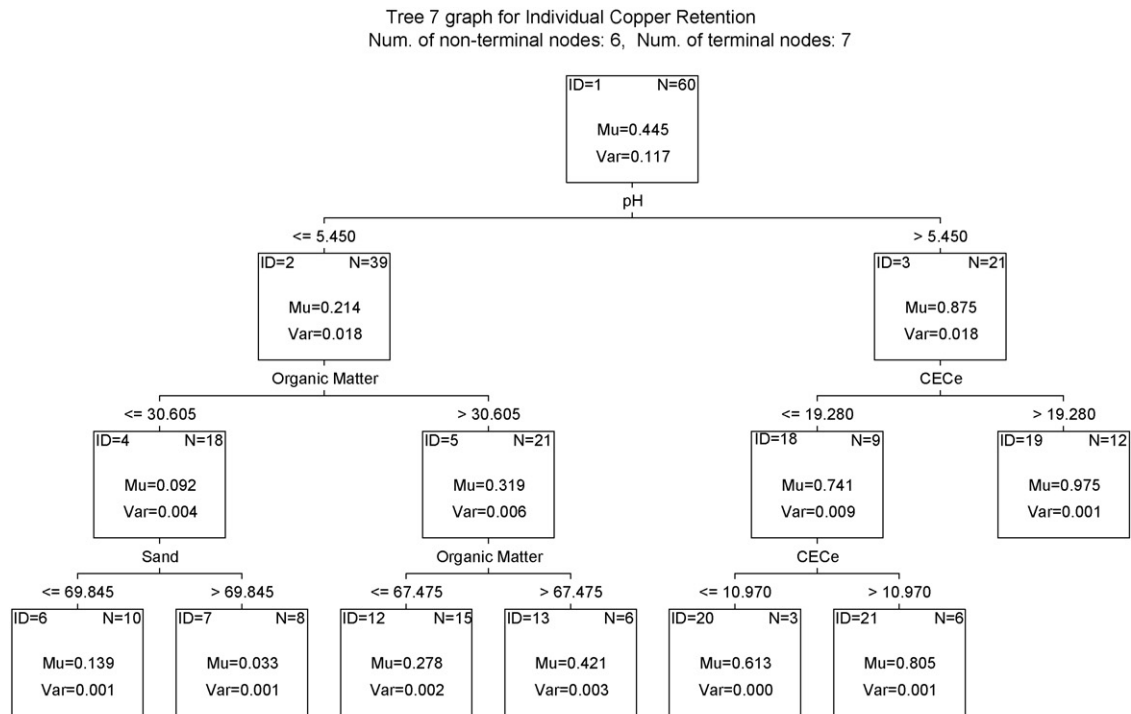 Tree 7 graph for Individual Copper Retention
Num. of non-terminal nodes: 6, Num. of terminal nodes: 7
ID=1 N=60
Mu=0.445
Var=0.117
pH
<= 5.450 > 5.450
ID=2 N=39 ID=3 N=21
Mu=0.214 Mu=0.875
Var=0.018 Var=0.018
Organic Matter CECe
<= 30.605 > 30.605 <= 19.280 > 19.280
ID=4 N=18 ID=5 N=21 ID=18 N=9 ID=19 N=12
Mu=0.092 Mu=0.319 Mu=0.741 Mu=0.975
Var=0.004 Var=0.006 Var=0.009 Var=0.001
Sand Organic Matter CECe
<= 69.845 > 69.845 <= 67.475 > 67.475 <= 10.970 > 10.970
ID=6 N=10 ID=7 N=8 ID=12 N=15 ID=13 N=6 ID=20 N=3 ID=21 N=6
Mu=0.139 Mu=0.033 Mu=0.278 Mu=0.421 Mu=0.613 Mu=0.805
Var=0.001 Var=0.001 Var=0.002 Var=0.003 Var=0.000 Var=0.001